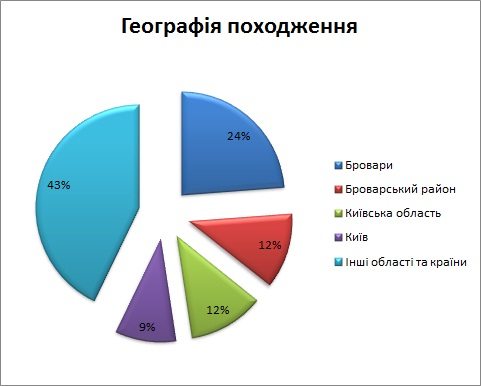 Географія походження
24%
12%
12%
9%
43%
Бровари
Броварський район
Київська область
Київ
Інші області та країни